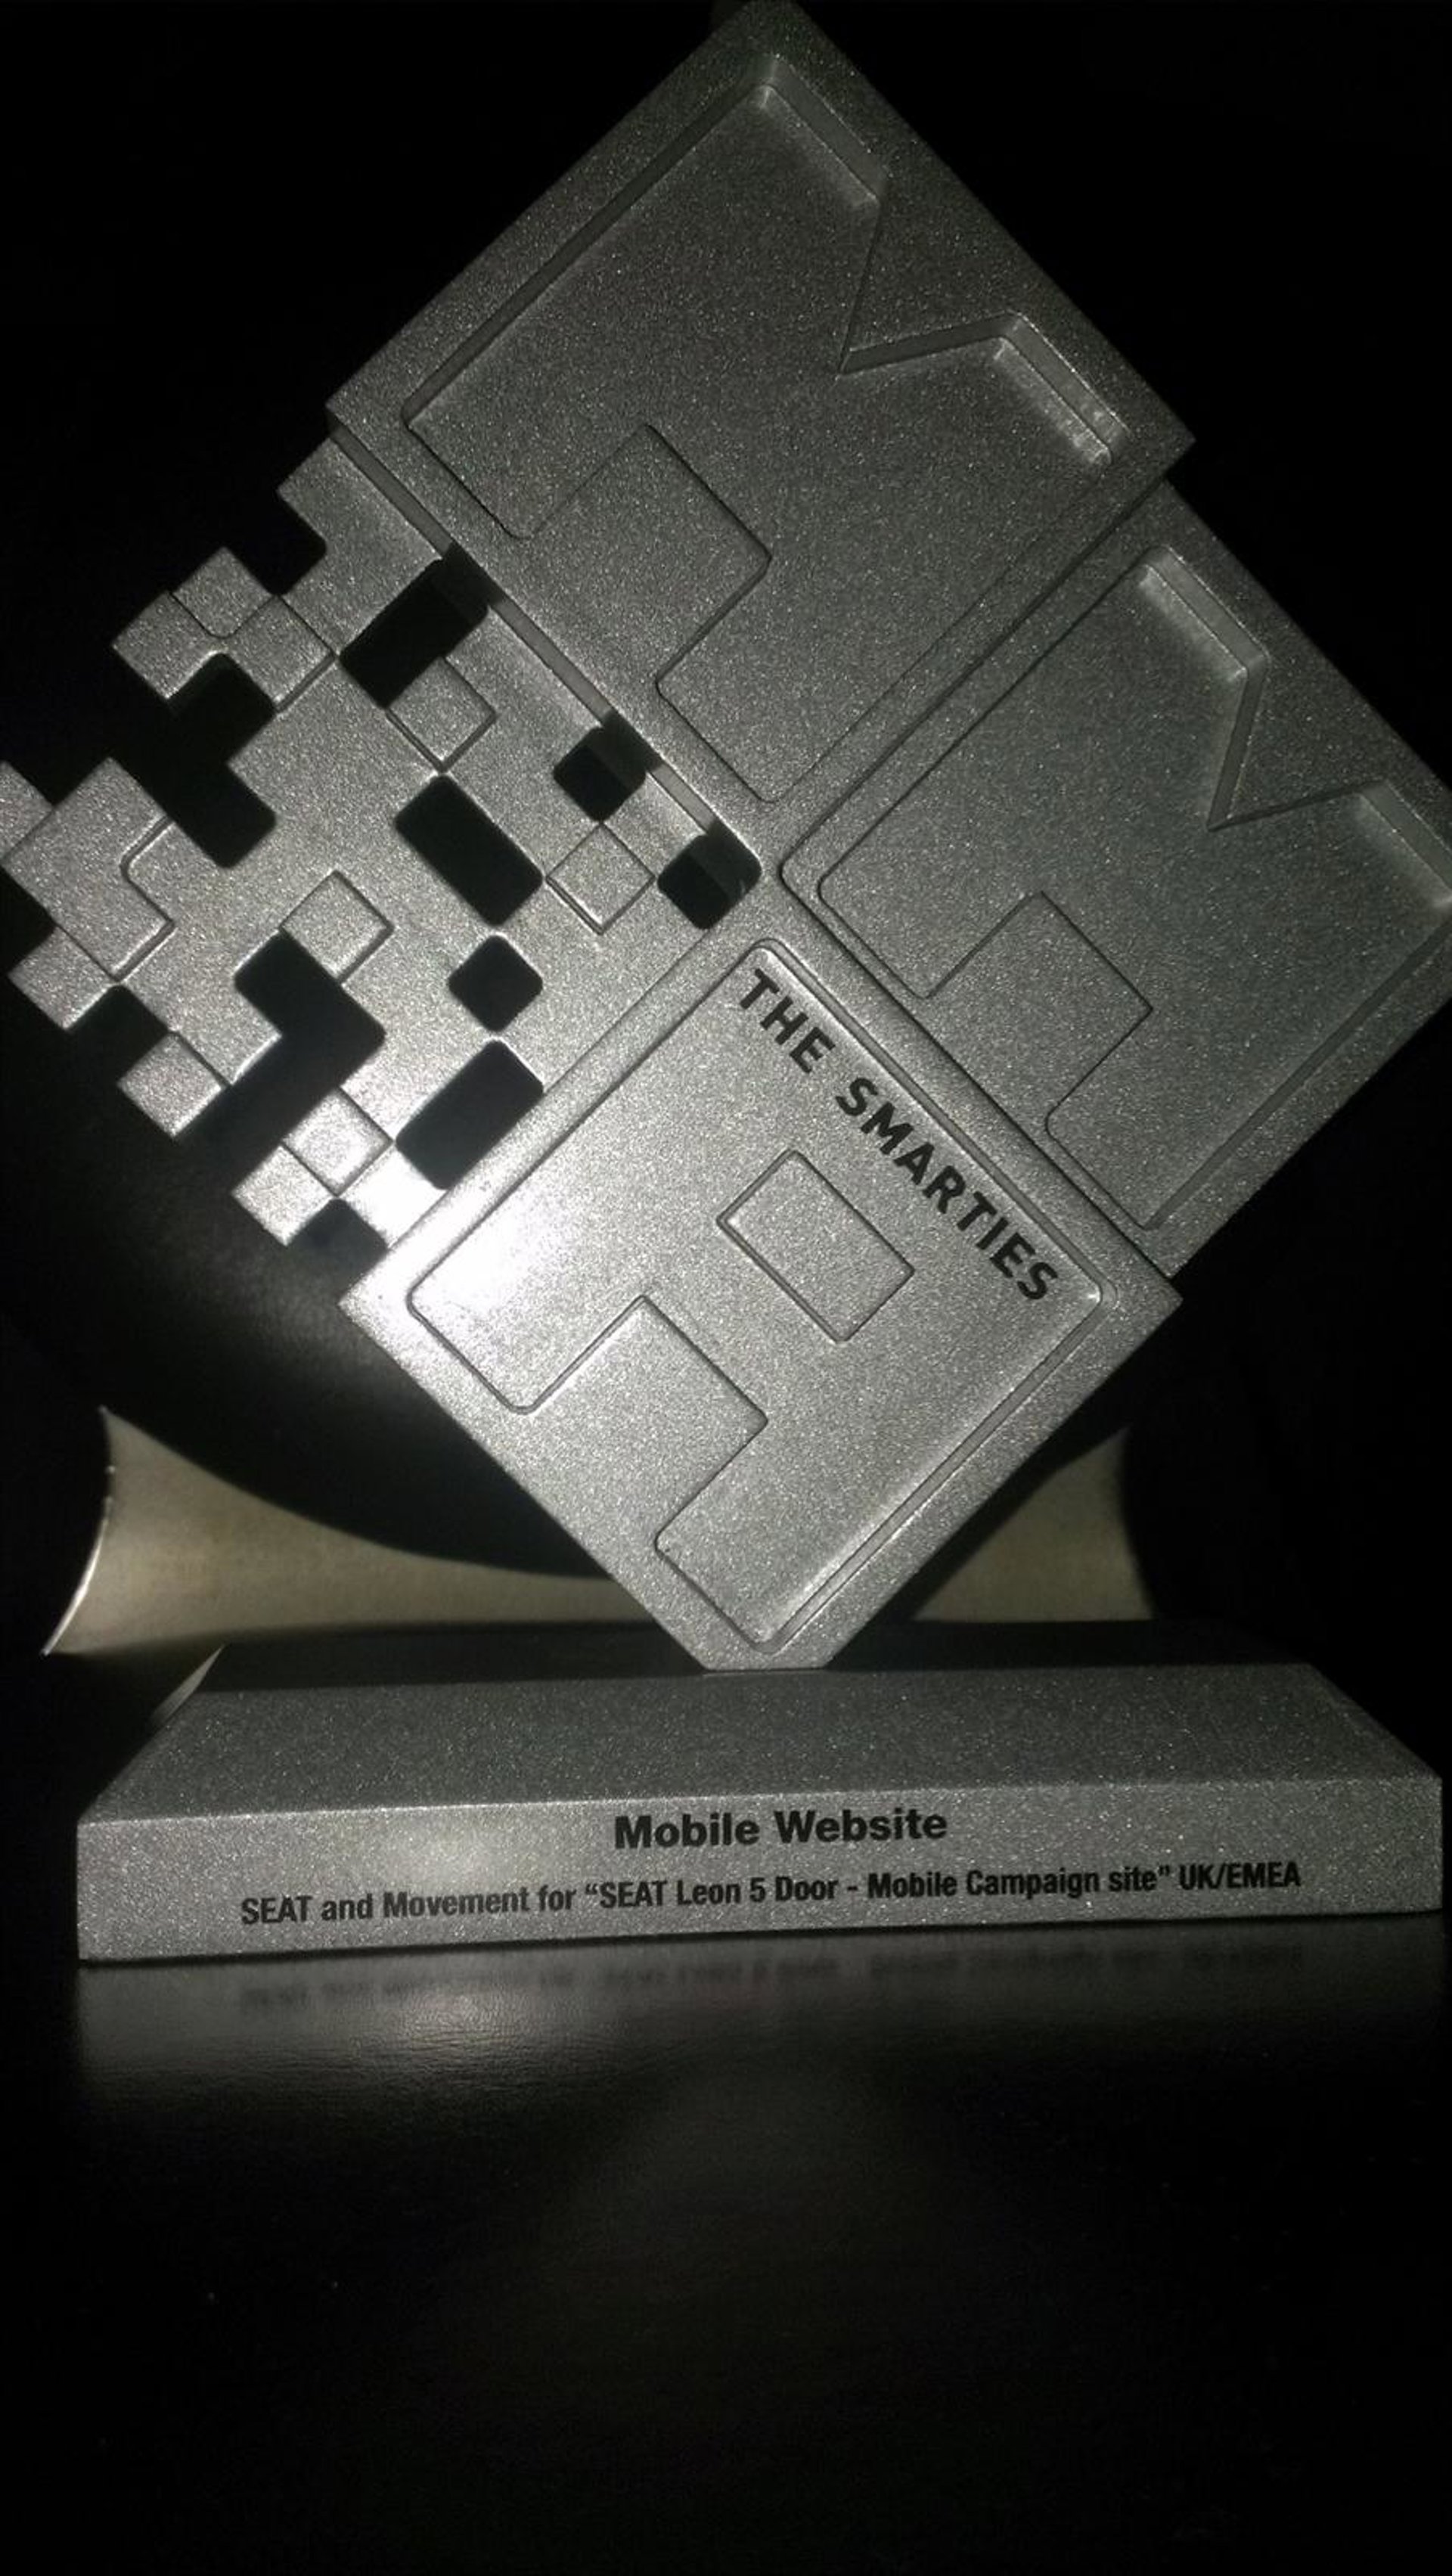 THE SMARTIES
Mobile Website
SEAT and Movement for “SEAT Leon 5 Door - Mobile Campaign site” UK/EMEA